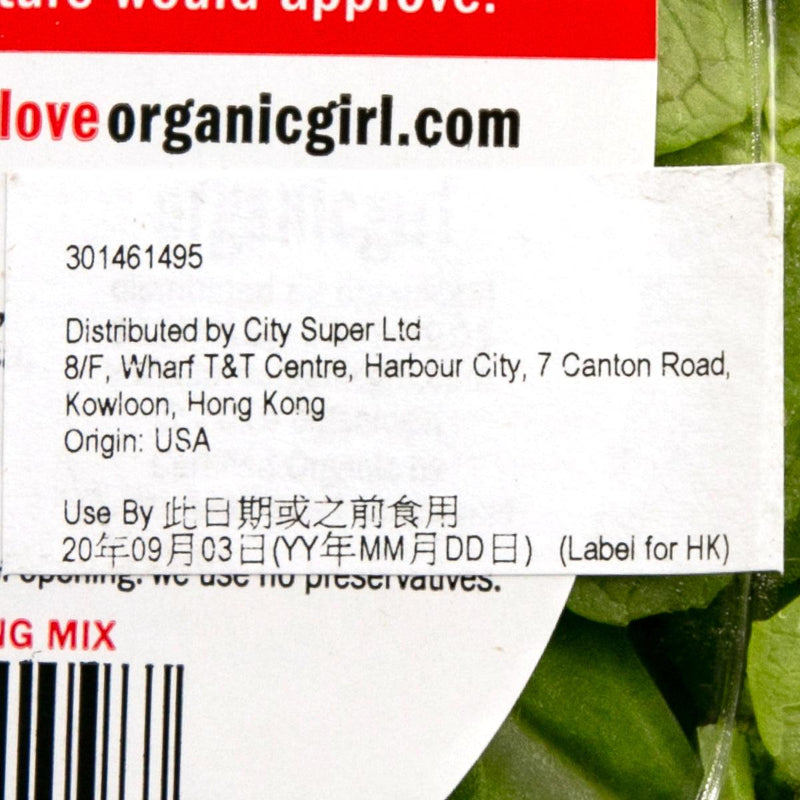 ture would approve.
loveorganicgirl.com
301461495
Distributed by City Super Ltd
8/F, Wharf T&T Centre, Harbour City, 7 Canton Road,
Kowloon, Hong Kong
Origin: USA
Use By 此日期或之前食用
20年09月03日(YY年MM月DD日) (Label for HK)
opening. we use no preservatives.
NG MIX